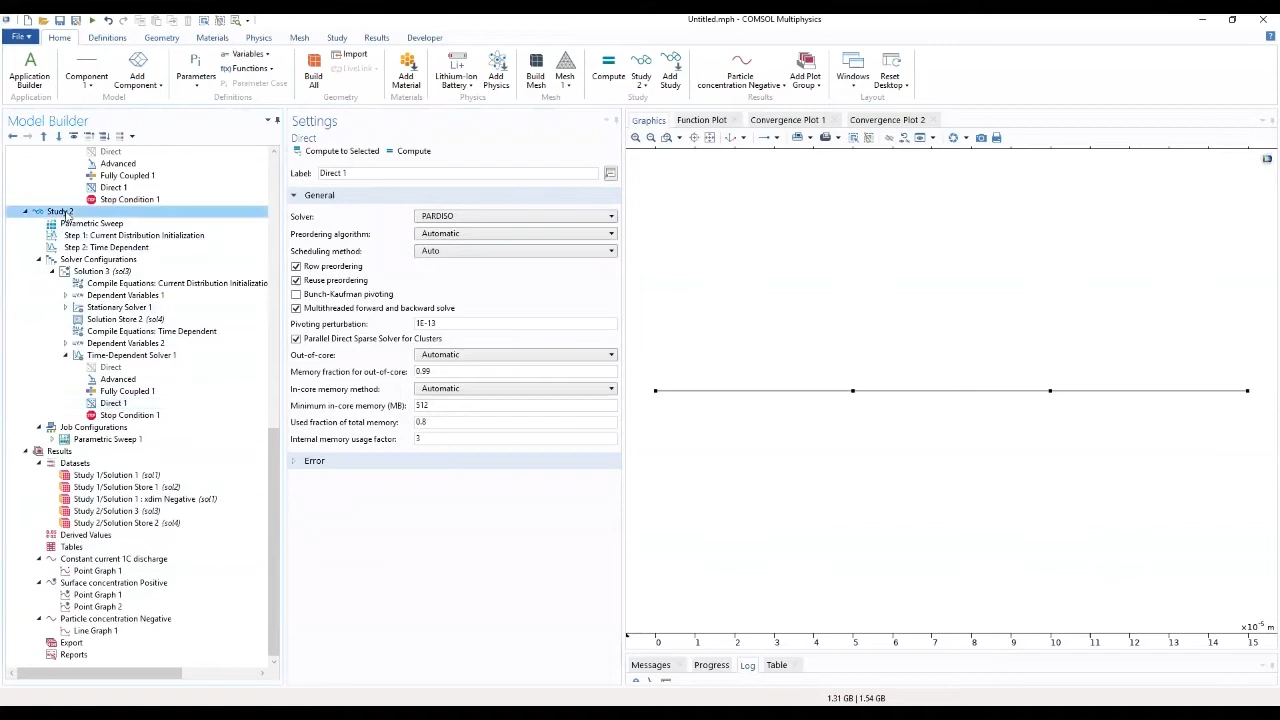 Untitled.mph - COMSOL Multiphysics
File
Home
Definitions
Geometry
Materials
Physics
Mesh
Study
Results
Developer
Application Builder
Component 1
Add Component
Parameters
Variables
Functions
Parameter Case
Import
LiveLink
Build All
Add Material
Lithium-Ion Battery
Add Physics
Build Mesh
Mesh 1
Compute
Study 2
Add Study
Particle concentration Negative
Add Plot Group
Windows
Reset Desktop
Application
Model
Definitions
Geometry
Materials
Physics
Mesh
Study
Results
Layout
Model Builder
Direct
Advanced
Fully Coupled 1
Direct 1
Stop Condition 1
Study 2
Parametric Sweep
Step 1: Current Distribution Initialization
Step 2: Time Dependent
Solver Configurations
Solution 3 (sol3)
Compile Equations: Current Distribution Initializatio
Dependent Variables 1
Stationary Solver 1
Solution Store 2 (sol4)
Compile Equations: Time Dependent
Dependent Variables 2
Time-Dependent Solver 1
Direct
Advanced
Fully Coupled 1
Direct 1
Stop Condition 1
Job Configurations
Parametric Sweep 1
Results
Datasets
Study 1/Solution 1 (sol1)
Study 1/Solution Store 1 (sol2)
Study 1/Solution 1 : xdim Negative (sol1)
Study 2/Solution 3 (sol3)
Study 2/Solution Store 2 (sol4)
Derived Values
Tables
Constant current 1C discharge
Point Graph 1
Surface concentration Positive
Point Graph 1
Point Graph 2
Particle concentration Negative
Line Graph 1
Export
Reports
Settings
Direct
Compute to Selected
Compute
Label: Direct 1
General
Solver: PARDISO
Preordering algorithm: Automatic
Scheduling method: Auto
Row preordering
Reuse preordering
Bunch-Kaufman pivoting
Multithreaded forward and backward solve
Pivoting perturbation: 1E-13
Parallel Direct Sparse Solver for Clusters
Out-of-core: Automatic
Memory fraction for out-of-core: 0.99
In-core memory method: Automatic
Minimum in-core memory (MB): 512
Used fraction of total memory: 0.8
Internal memory usage factor: 3
Error
Graphics
Function Plot
Convergence Plot 1
Convergence Plot 2
×10⁻⁵ m
0 1 2 3 4 5 6 7 8 9 10 11 12 13 14 15
Messages
Progress
Log
Table
1.31 GB | 1.54 GB